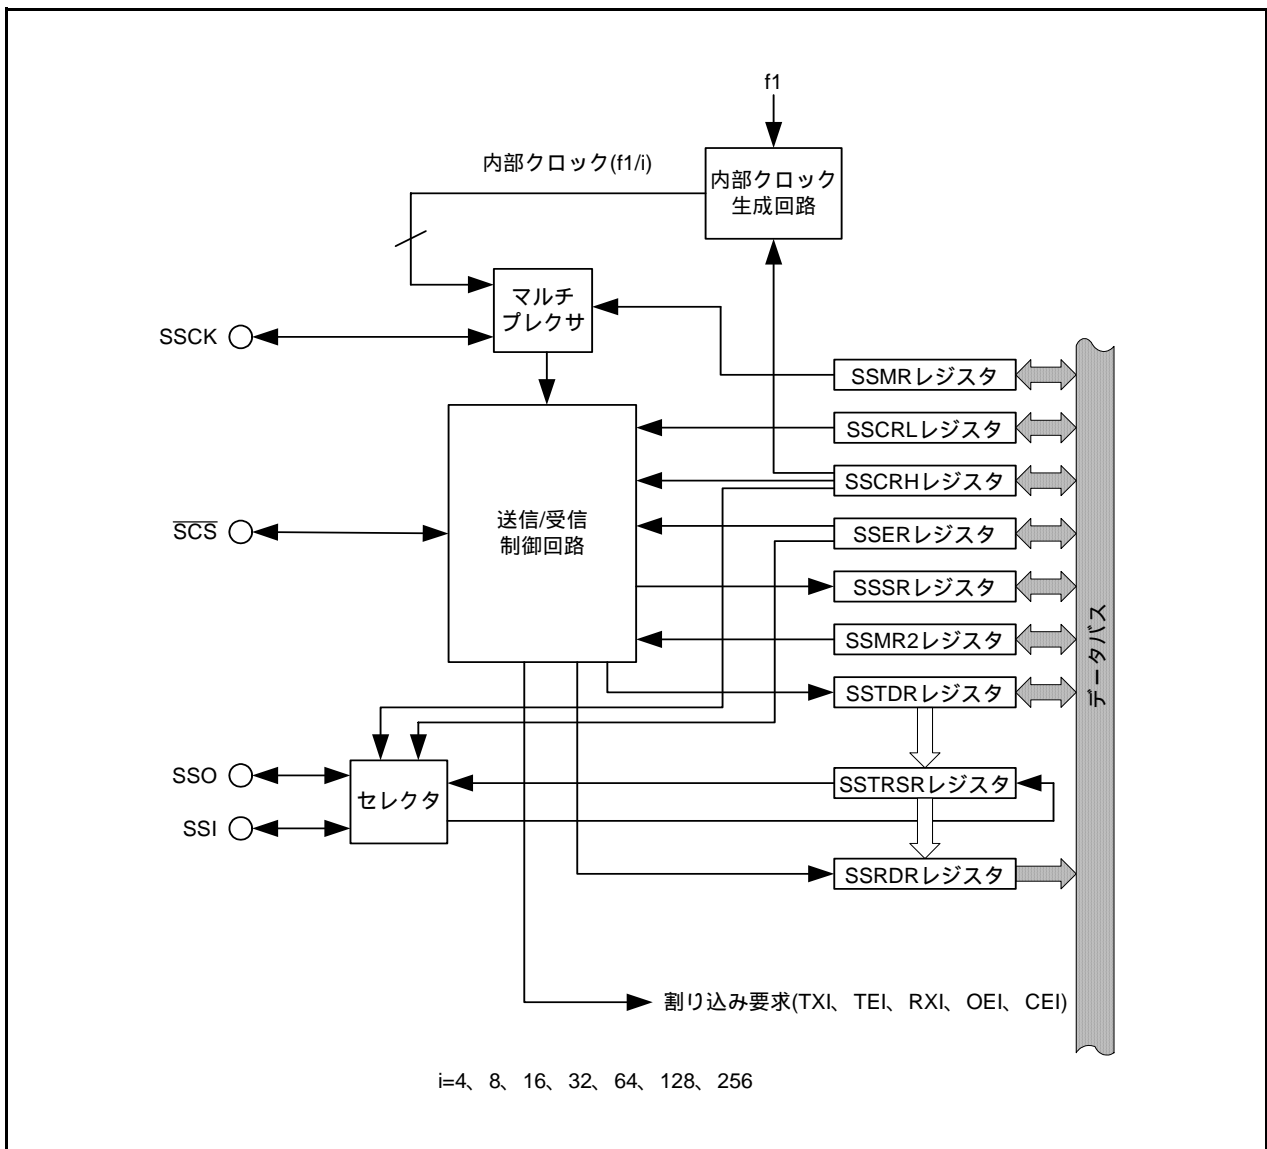 f1
内部クロック(f1/i)
内部クロック
生成回路
マルチ
プレクサ
SSCK
SSMRレジスタ
SSCRLレジスタ
SSCRHレジスタ
送信/受信
制御回路
SCS
SSERレジスタ
SSSRレジスタ
SSMR2レジスタ
SSTDRレジスタ
データバス
SSO
SSI
セレクタ
SSTRSRレジスタ
SSRDRレジスタ
割り込み要求(TXI、TEI、RXI、OEI、CEI)
i=4、8、16、32、64、128、256